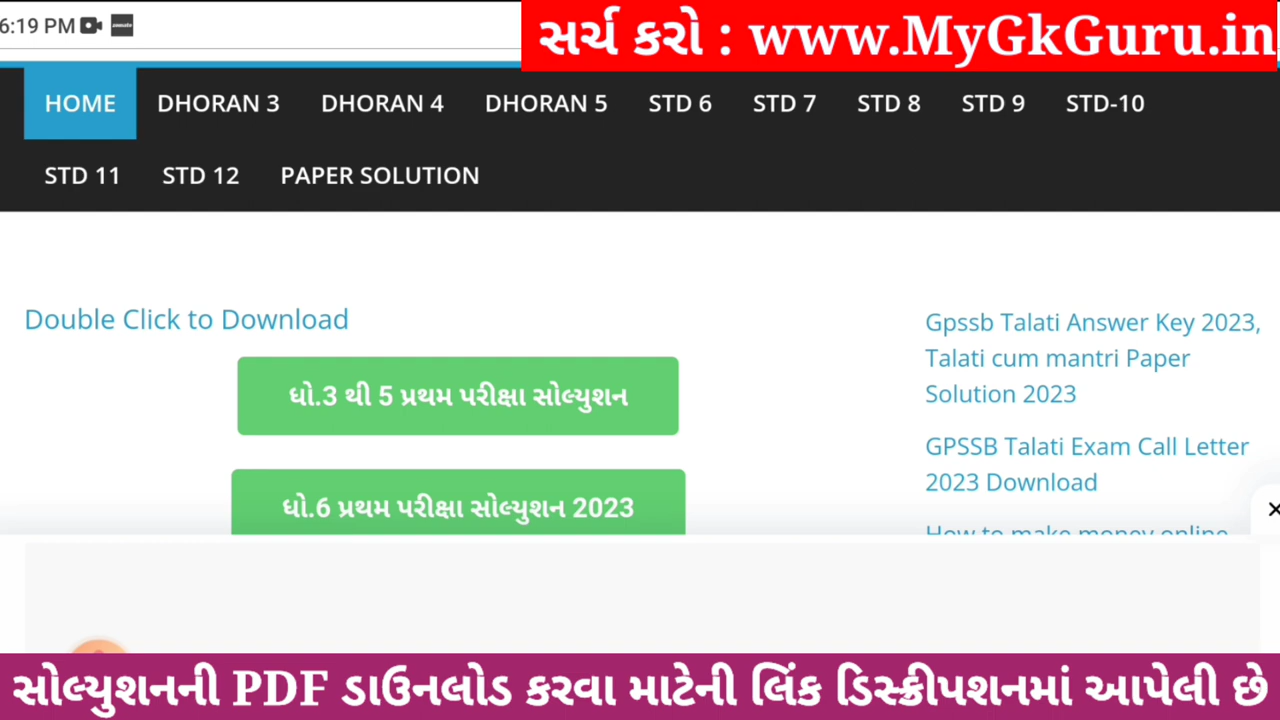 6:19 PM
સર્ચ કરો : www.MyGkGuru.in
HOME DHORAN 3 DHORAN 4 DHORAN 5 STD 6 STD 7 STD 8 STD 9 STD-10
STD 11 STD 12 PAPER SOLUTION
Double Click to Download
ધો.3 થી 5 પ્રથમ પરીક્ષા સોલ્યુશન
ધો.6 પ્રથમ પરીક્ષા સોલ્યુશન 2023
Gpssb Talati Answer Key 2023,
Talati cum mantri Paper
Solution 2023
GPSSB Talati Exam Call Letter
2023 Download
How to make money online
સોલ્યુશનની PDF ડાઉનલોડ કરવા માટેની લિંક ડિસ્ક્રીપશનમાં આપેલી છે